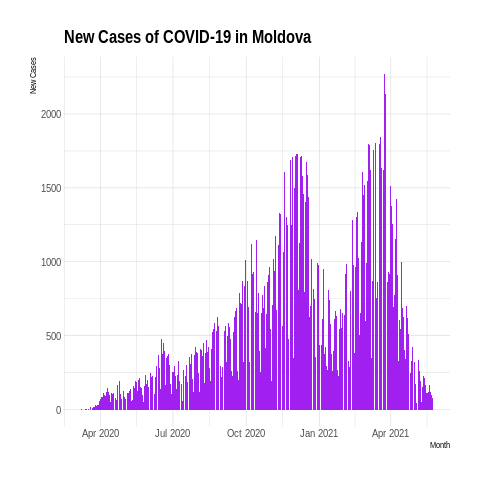 New Cases of COVID-19 in Moldova
New Cases
2000
1500
1000
500
0
Apr 2020 Jul 2020 Oct 2020 Jan 2021 Apr 2021
Month